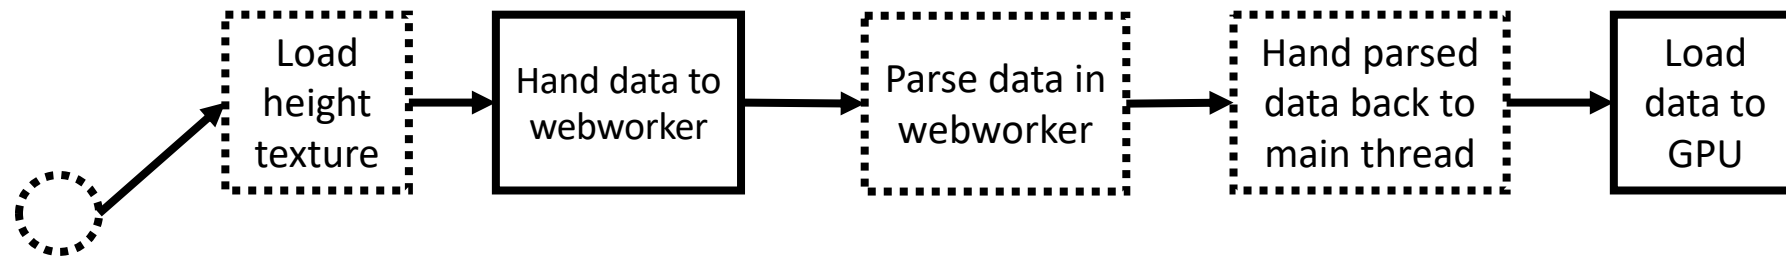 Load
height
texture
Hand data to
webworker
Parse data in
webworker
Hand parsed
data back to
main thread
Load
data to
GPU